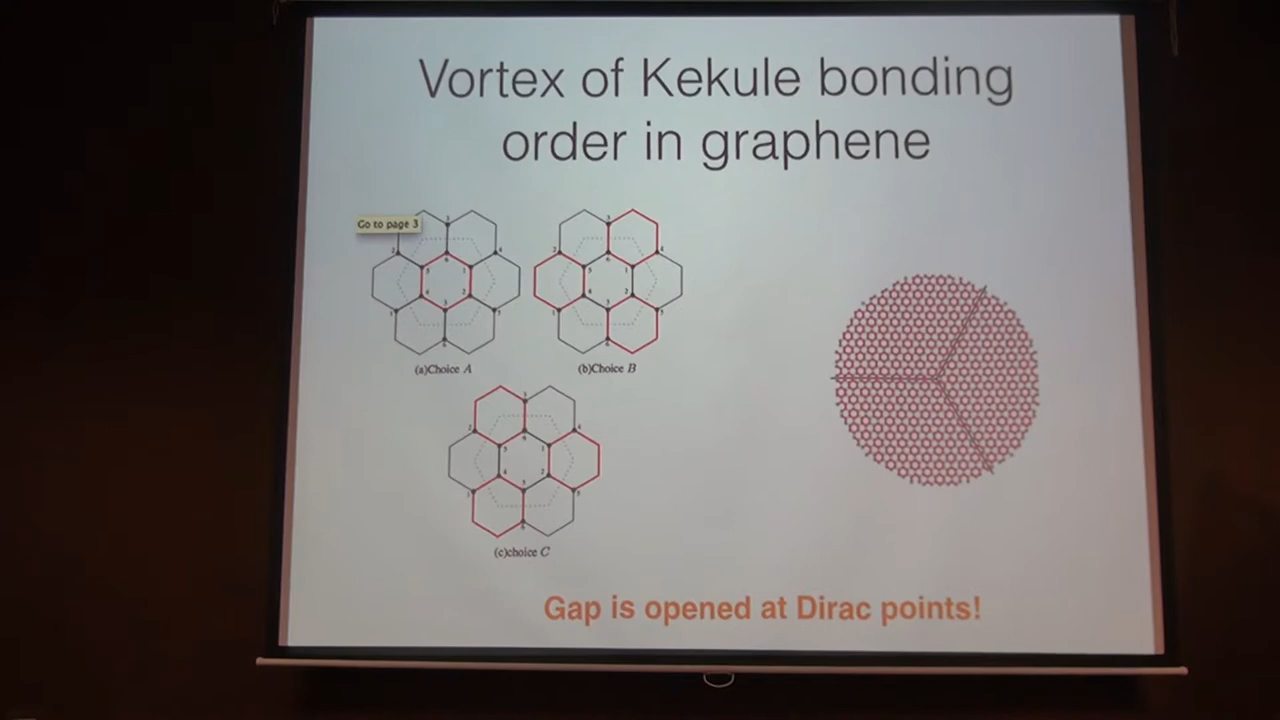 Vortex of Kekule bonding
order in graphene
Go to page 3
(a)Choice A
(b)Choice B
(c)choice C
Gap is opened at Dirac points!